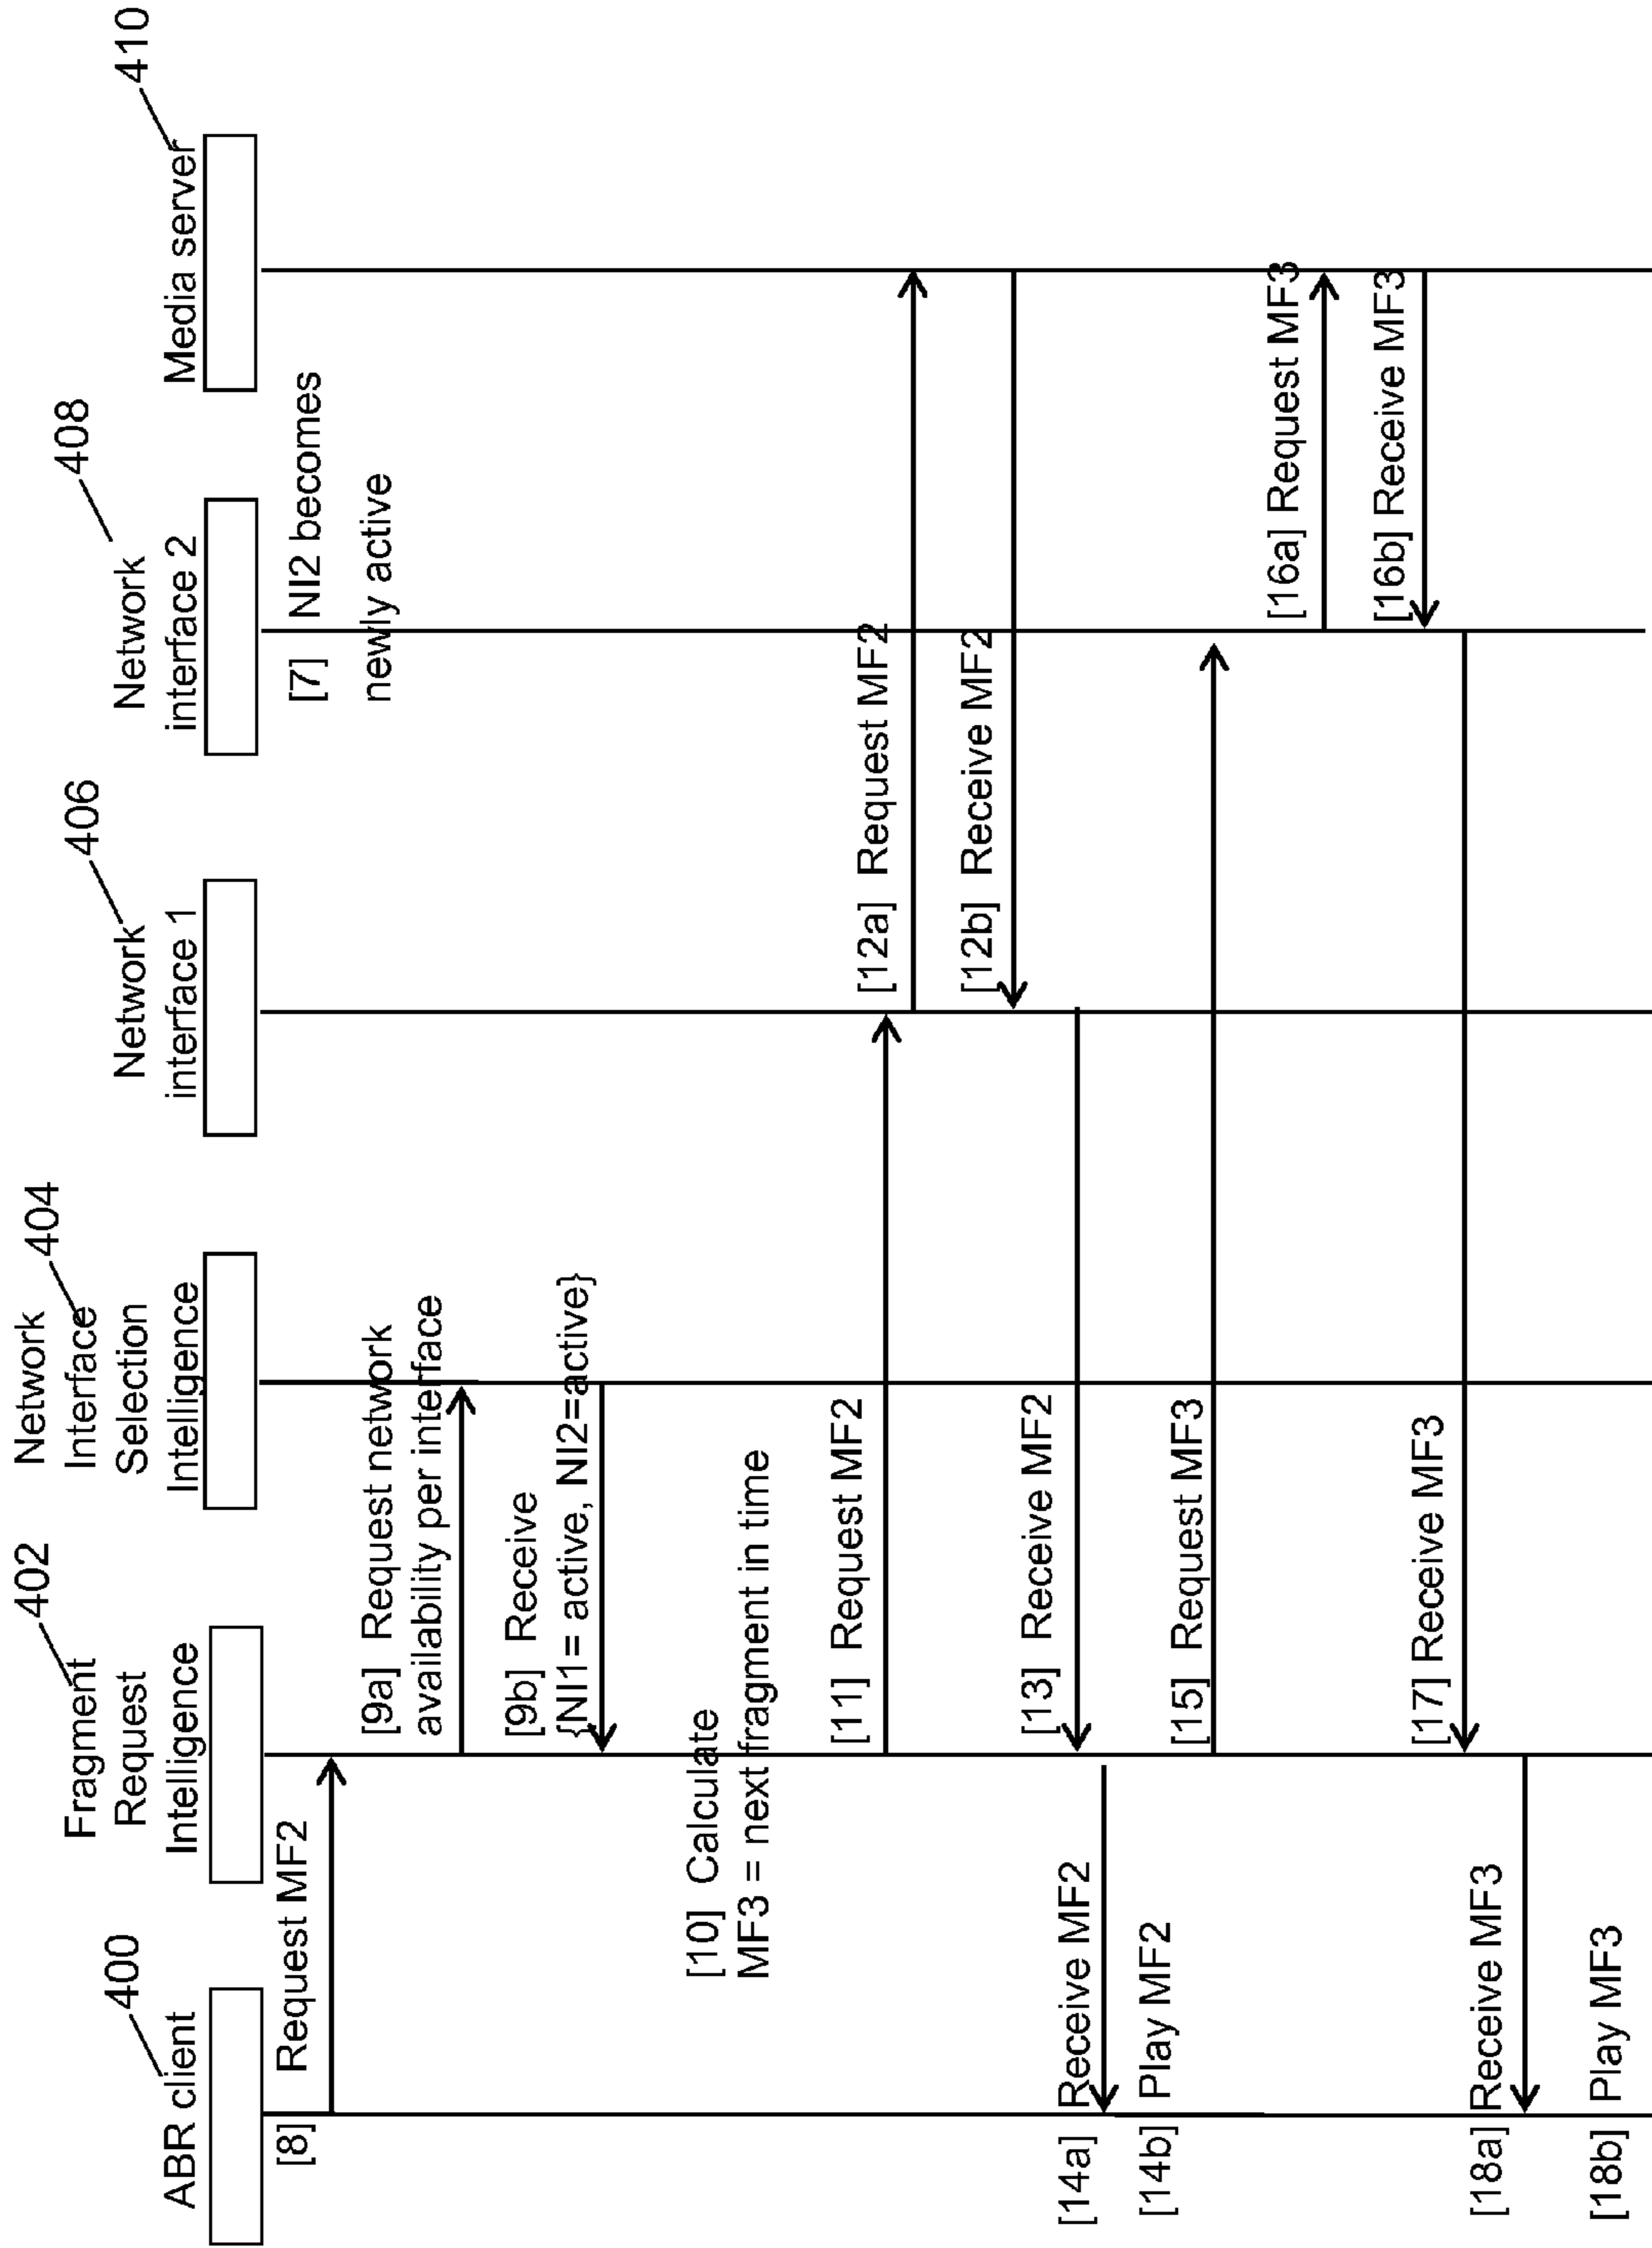 400
ABR client
402
Fragment
Request
Intelligence
404
Network
Interface
Selection
Intelligence
406
Network
interface 1
408
Network
interface 2
410
Media server
[7] NI2 becomes
newly active
[8] Request MF2
[9a] Request network
availability per interface
[9b] Receive
{NI1= active, NI2=active}
[10] Calculate
MF3 = next fragment in time
[11] Request MF2
[12a] Request MF2
[12b] Receive MF2
[13] Receive MF2
[14a] Receive MF2
[14b] Play MF2
[15] Request MF3
[16a] Request MF3
[16b] Receive MF3
[17] Receive MF3
[18a] Receive MF3
[18b] Play MF3